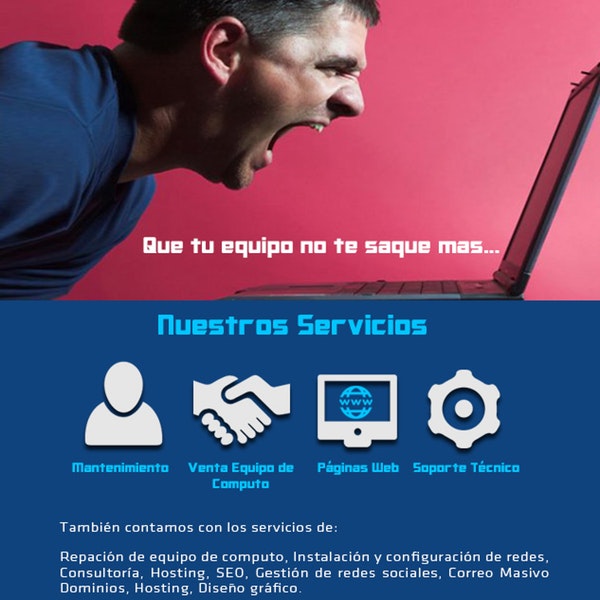 Que tu equipo no te saque mas...
Nuestros Servicios
www
Mantenimiento
Venta Equipo de
Computo
Páginas Web
Soporte Técnico
También contamos con los servicios de:
Repación de equipo de computo, Instalación y configuración de redes,
Consultoría, Hosting, SEO, Gestión de redes sociales, Correo Masivo
Dominios, Hosting, Diseño gráfico.